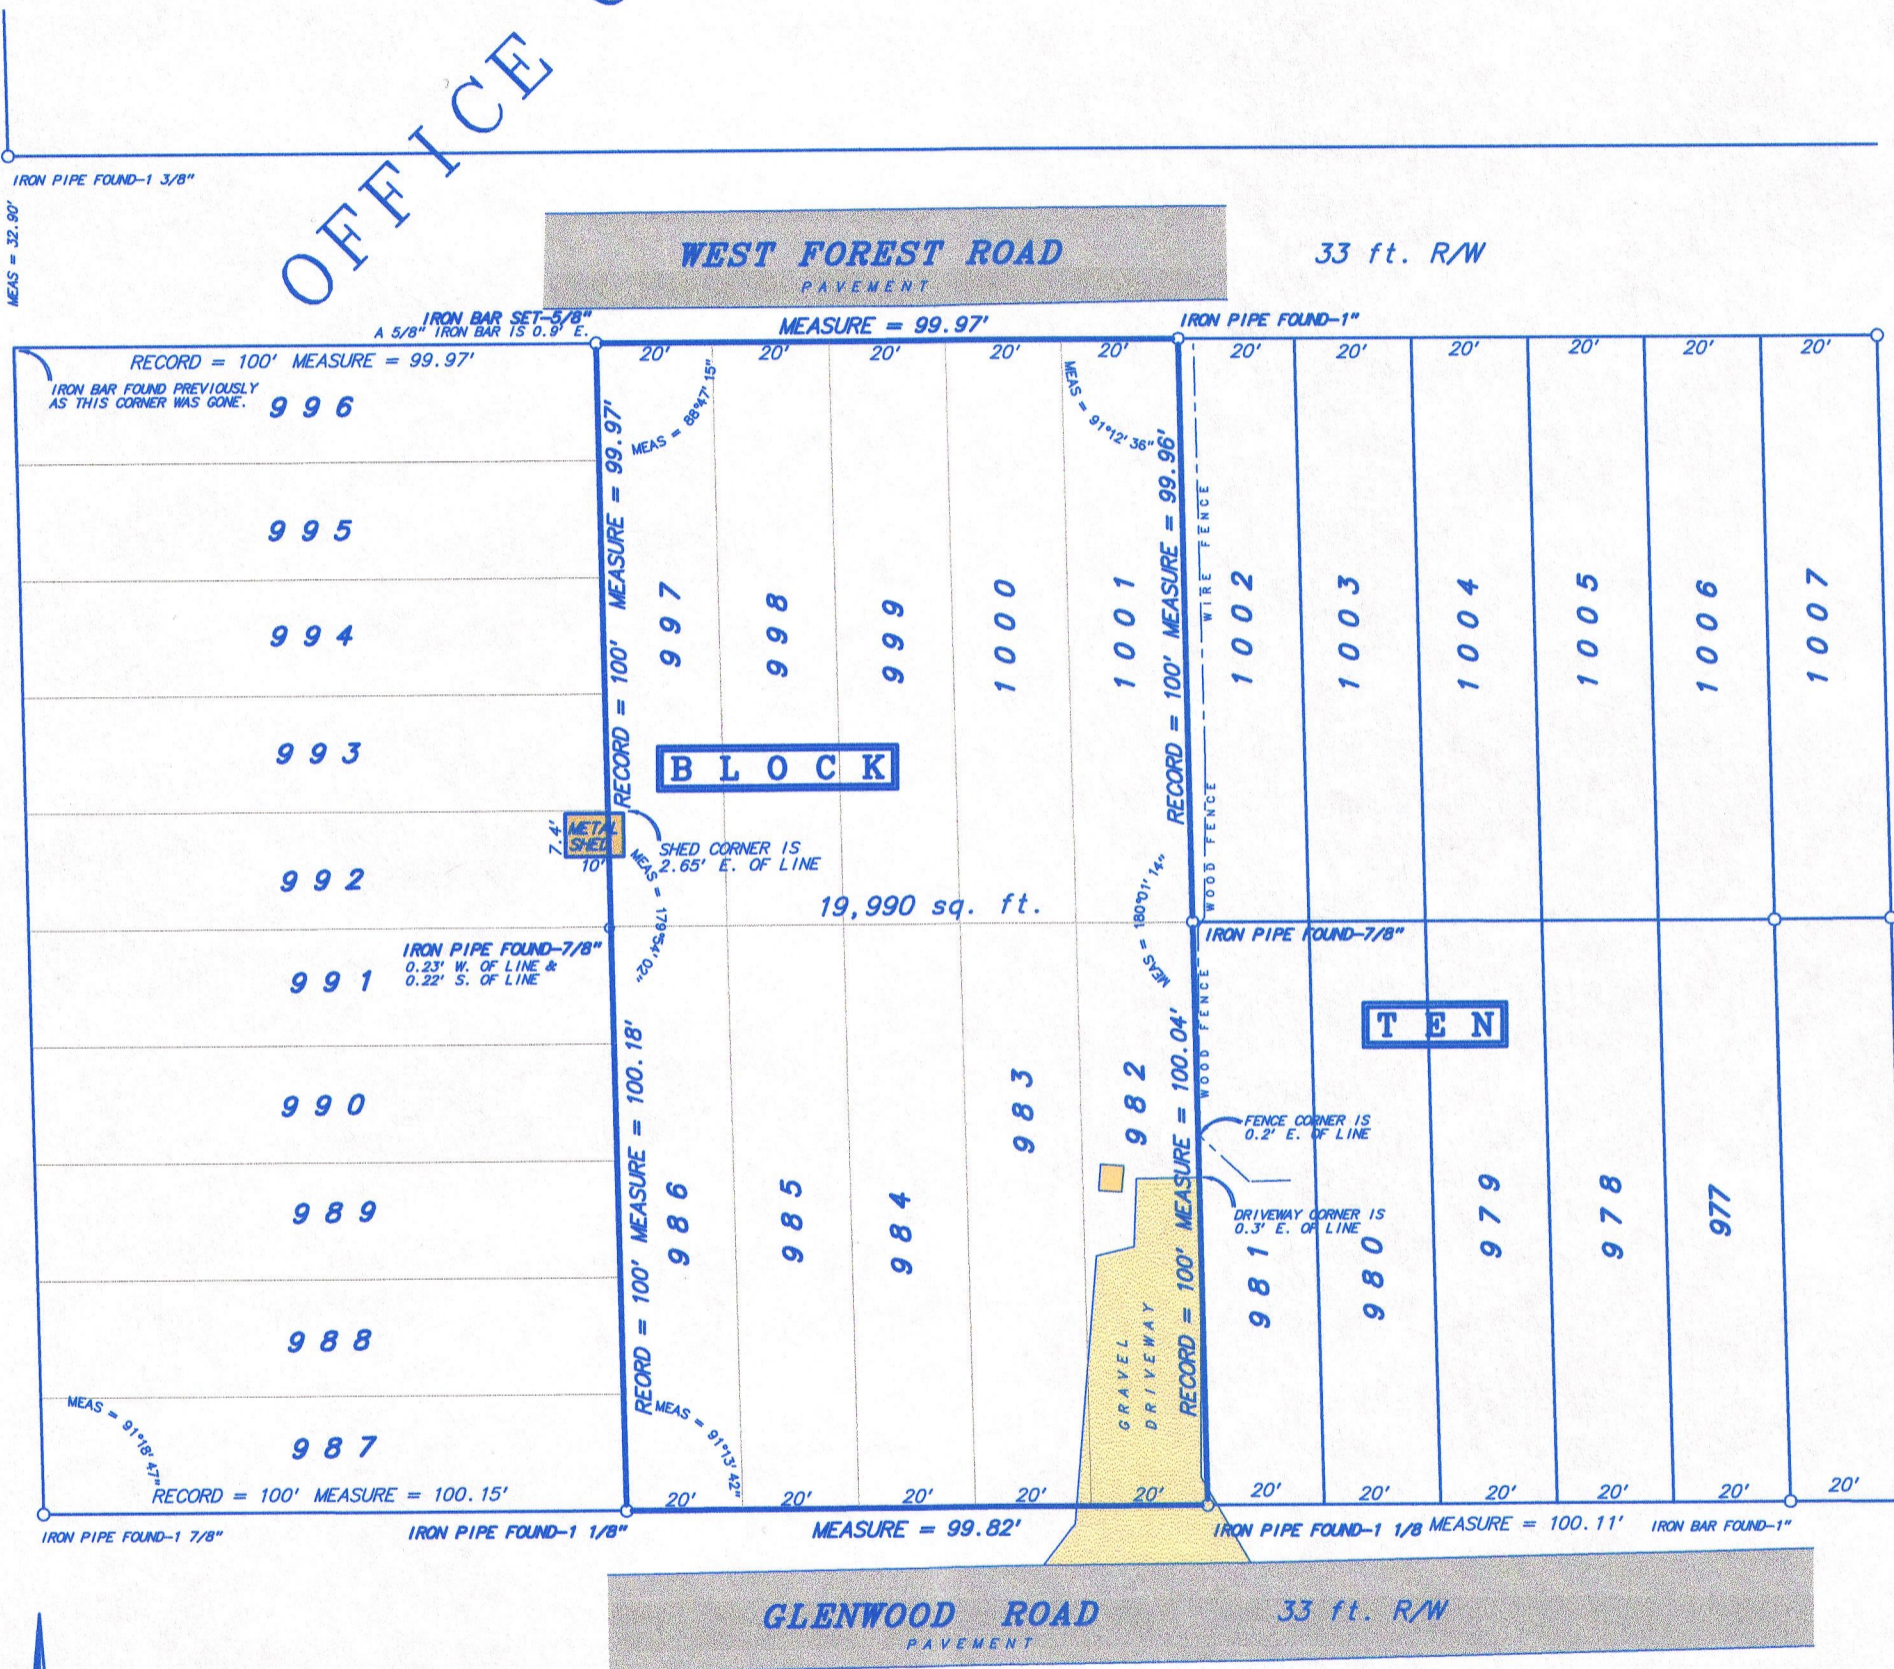 OFFICE
IRON PIPE FOUND-1 3/8"
MEAS = 32.90'
WEST FOREST ROAD
PAVEMENT
33 ft. R/W
IRON BAR SET-5/8"
A 5/8" IRON BAR IS 0.9' E.
MEASURE = 99.97'
IRON PIPE FOUND-1"
RECORD = 100' MEASURE = 99.97'
20' 20' 20' 20' 20' 20' 20' 20' 20' 20' 20'
IRON BAR FOUND PREVIOUSLY
AS THIS CORNER WAS GONE.
996
995
994
993
992
991
990
989
988
987
MEAS = 88°47'15"
MEAS = 91°12'36"
RECORD = 100' MEASURE = 99.97'
RECORD = 100' MEASURE = 99.96'
WIRE FENCE
WOOD FENCE
997
998
999
1000
1001
1002
1003
1004
1005
1006
1007
BLOCK
METAL
SHED
7.4'
10'
SHED CORNER IS
2.65' E. OF LINE
MEAS = 179°54'02"
19,990 sq. ft.
MEAS = 180°01'14"
IRON PIPE FOUND-7/8"
0.23' W. OF LINE &
0.22' S. OF LINE
IRON PIPE FOUND-7/8"
WOOD FENCE
TEN
REORD = 100' MEASURE = 100.18'
RECORD = 100' MEASURE = 100.04'
FENCE CORNER IS
0.2' E. OF LINE
DRIVEWAY CORNER IS
0.3' E. OF LINE
986
985
984
983
982
981
980
979
978
977
GRAVEL
DRIVEWAY
MEAS = 91°18'47"
MEAS = 91°13'42"
RECORD = 100' MEASURE = 100.15'
20' 20' 20' 20' 20' 20' 20' 20' 20' 20' 20'
IRON PIPE FOUND-1 7/8"
IRON PIPE FOUND-1 1/8"
MEASURE = 99.82'
IRON PIPE FOUND-1 1/8
MEASURE = 100.11'
IRON BAR FOUND-1"
GLENWOOD ROAD
PAVEMENT
33 ft. R/W